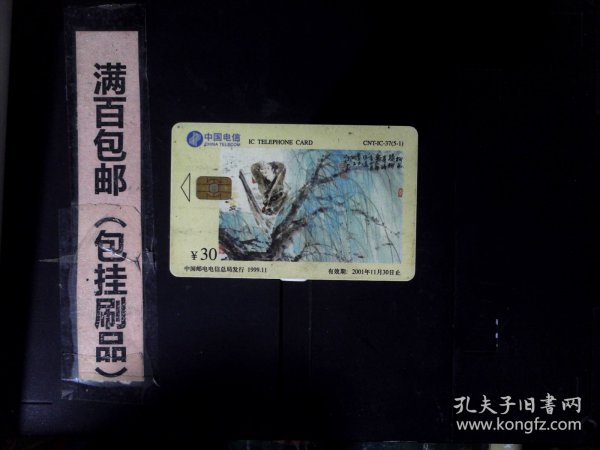 满百包邮（包挂刷品）
中国电信
CHINA TELECOM
IC TELEPHONE CARD
CNT-IC-37(5-1)
¥30
中国邮电电信总局发行 1999.11
有效期：2001年11月30日止
孔夫子旧书网
www.kongfz.com